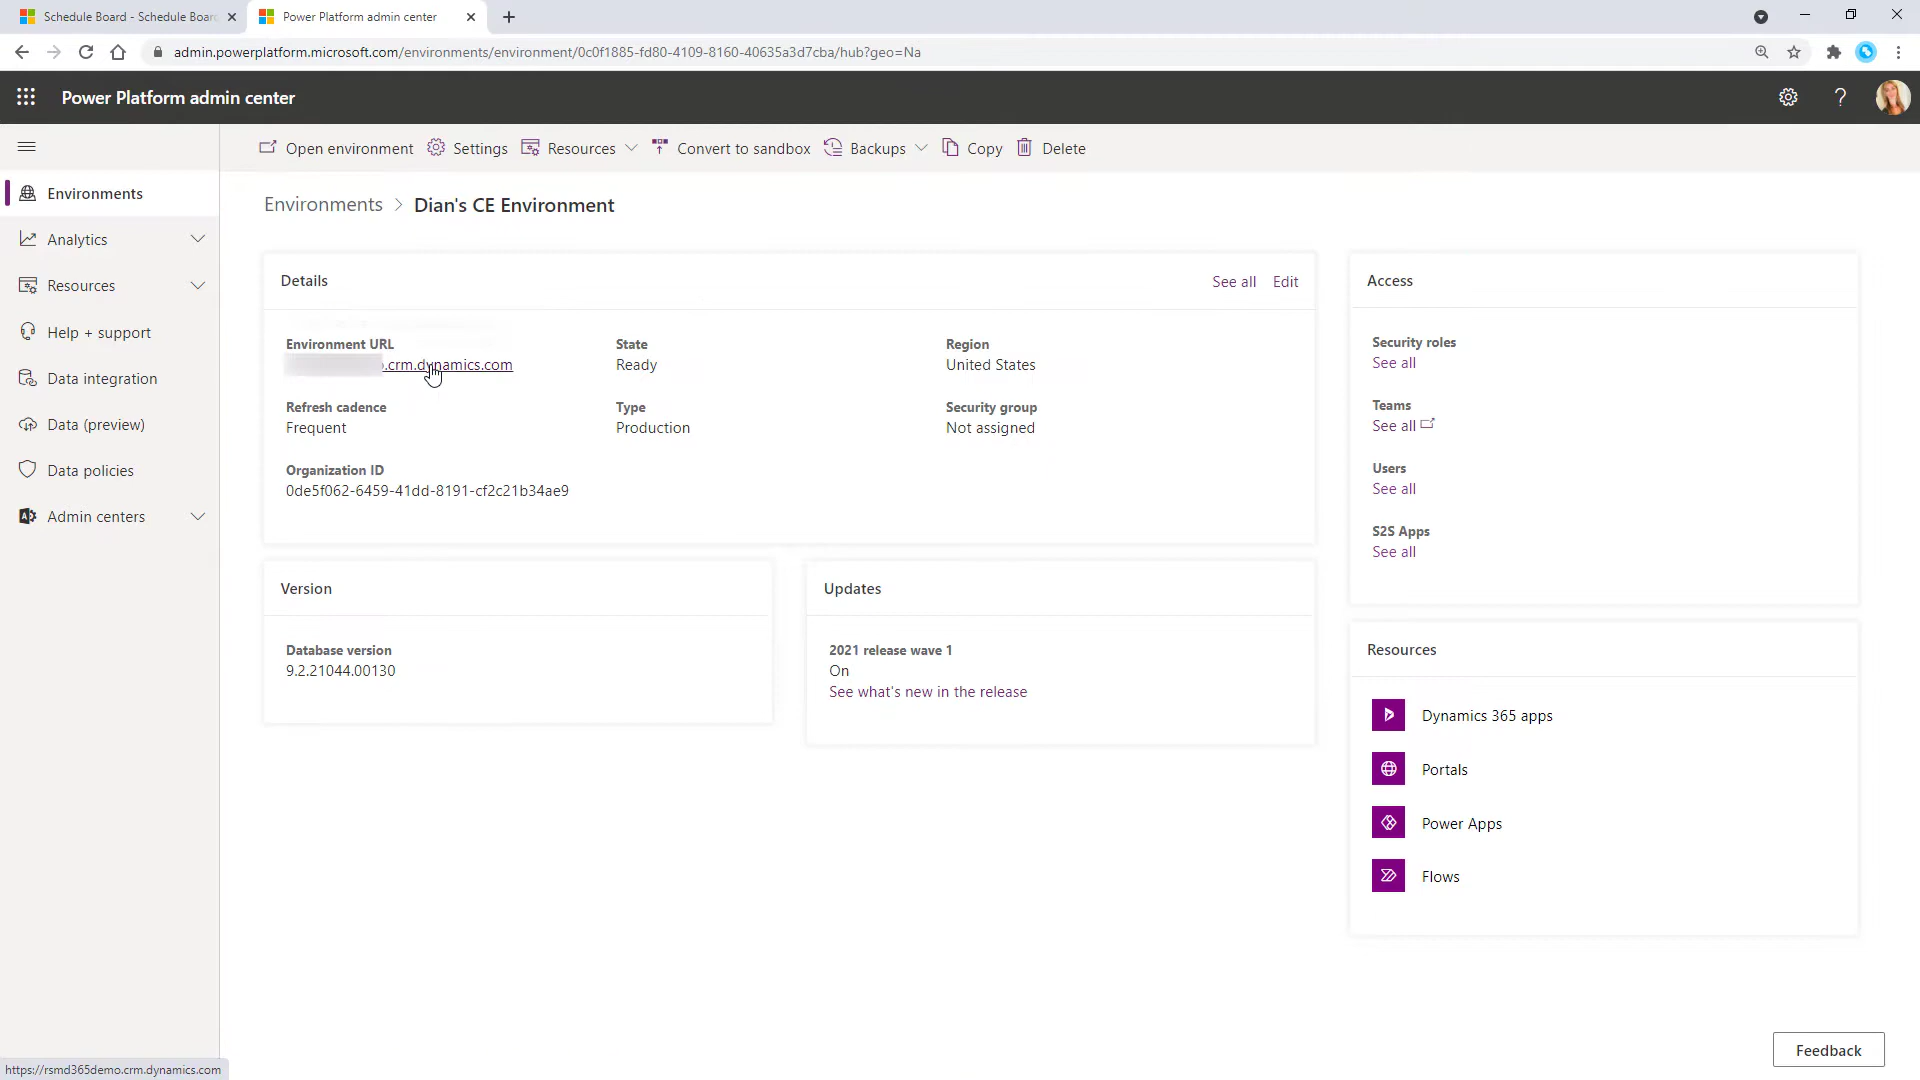 Schedule Board - Schedule Boar
Power Platform admin center
admin.powerplatform.microsoft.com/environments/environment/0c0f1885-fd80-4109-8160-40635a3d7cba/hub?geo=Na
Power Platform admin center
Open environment
Settings
Resources
Convert to sandbox
Backups
Copy
Delete
Environments
Analytics
Resources
Help + support
Data integration
Data (preview)
Data policies
Admin centers
Environments > Dian's CE Environment
Details
See all
Edit
Environment URL
.crm.dynamics.com
State
Ready
Region
United States
Refresh cadence
Frequent
Type
Production
Security group
Not assigned
Organization ID
0de5f062-6459-41dd-8191-cf2c21b34ae9
Version
Database version
9.2.21044.00130
Updates
2021 release wave 1
On
See what's new in the release
Access
Security roles
See all
Teams
See all
Users
See all
S2S Apps
See all
Resources
Dynamics 365 apps
Portals
Power Apps
Flows
Feedback
https://rsmd365demo.crm.dynamics.com